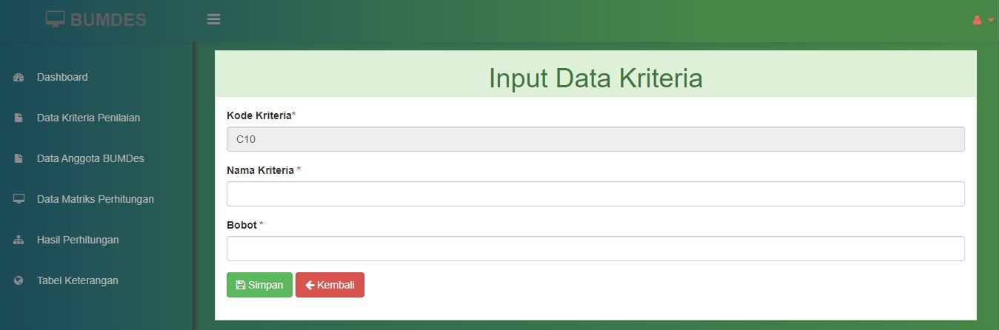 BUMDES
Dashboard
Data Kriteria Penilaian
Data Anggota BUMDes
Data Matriks Perhitungan
Hasil Perhitungan
Tabel Keterangan
Input Data Kriteria
Kode Kriteria*
C10
Nama Kriteria *
Bobot *
Simpan
Kembali